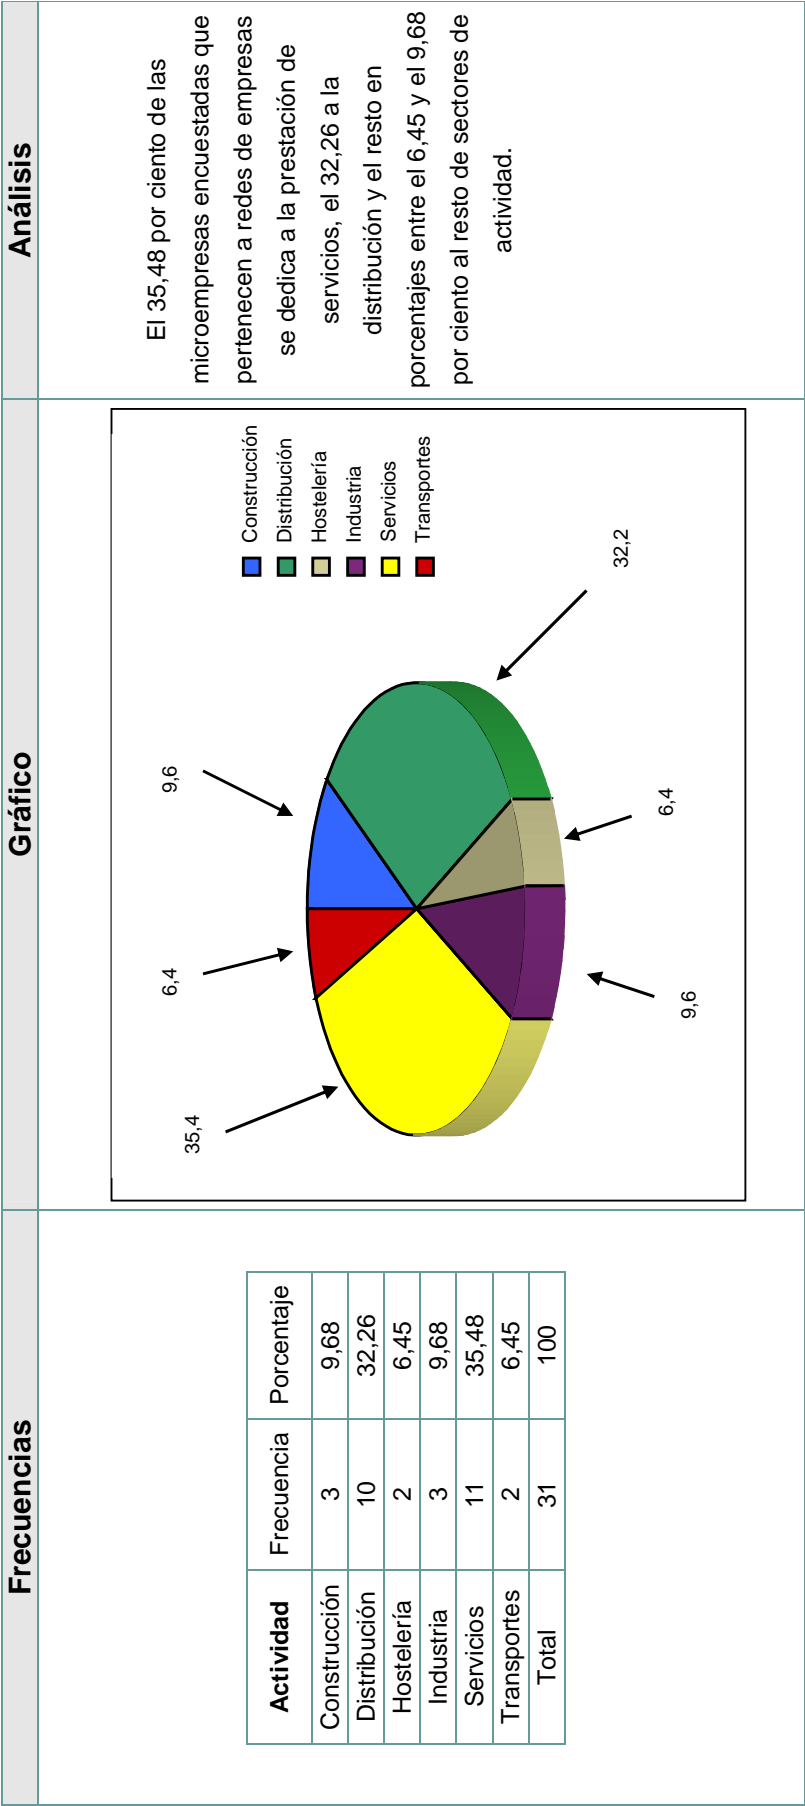 Frecuencias
Gráfico
Análisis
Actividad Frecuencia Porcentaje
Construcción 3 9,68
Distribución 10 32,26
Hostelería 2 6,45
Industria 3 9,68
Servicios 11 35,48
Transportes 2 6,45
Total 31 100
35,4
6,4
9,6
9,6
6,4
32,2
Construcción
Distribución
Hostelería
Industria
Servicios
Transportes
El 35,48 por ciento de las
microempresas encuestadas que
pertenecen a redes de empresas
se dedica a la prestación de
servicios, el 32,26 a la
distribución y el resto en
porcentajes entre el 6,45 y el 9,68
por ciento al resto de sectores de
actividad.